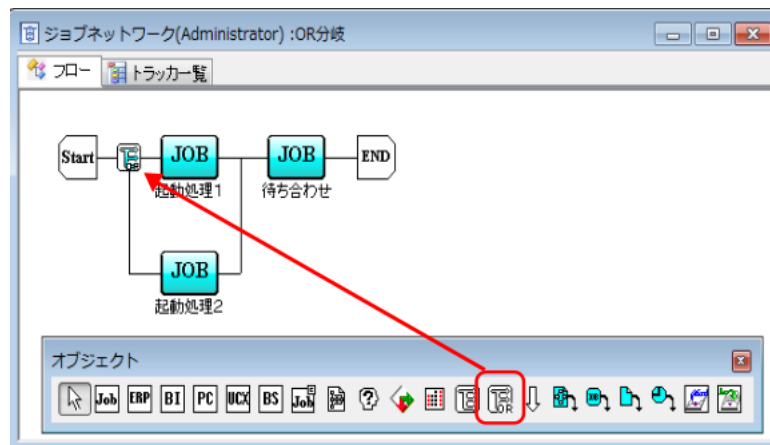 ジョブネットワーク(Administrator) :OR分岐
フロー トラッカ一覧
Start OR JOB JOB END
起動処理1 待ち合わせ
JOB
起動処理2
オブジェクト
Job ERP BI PC UCX BS Job OR